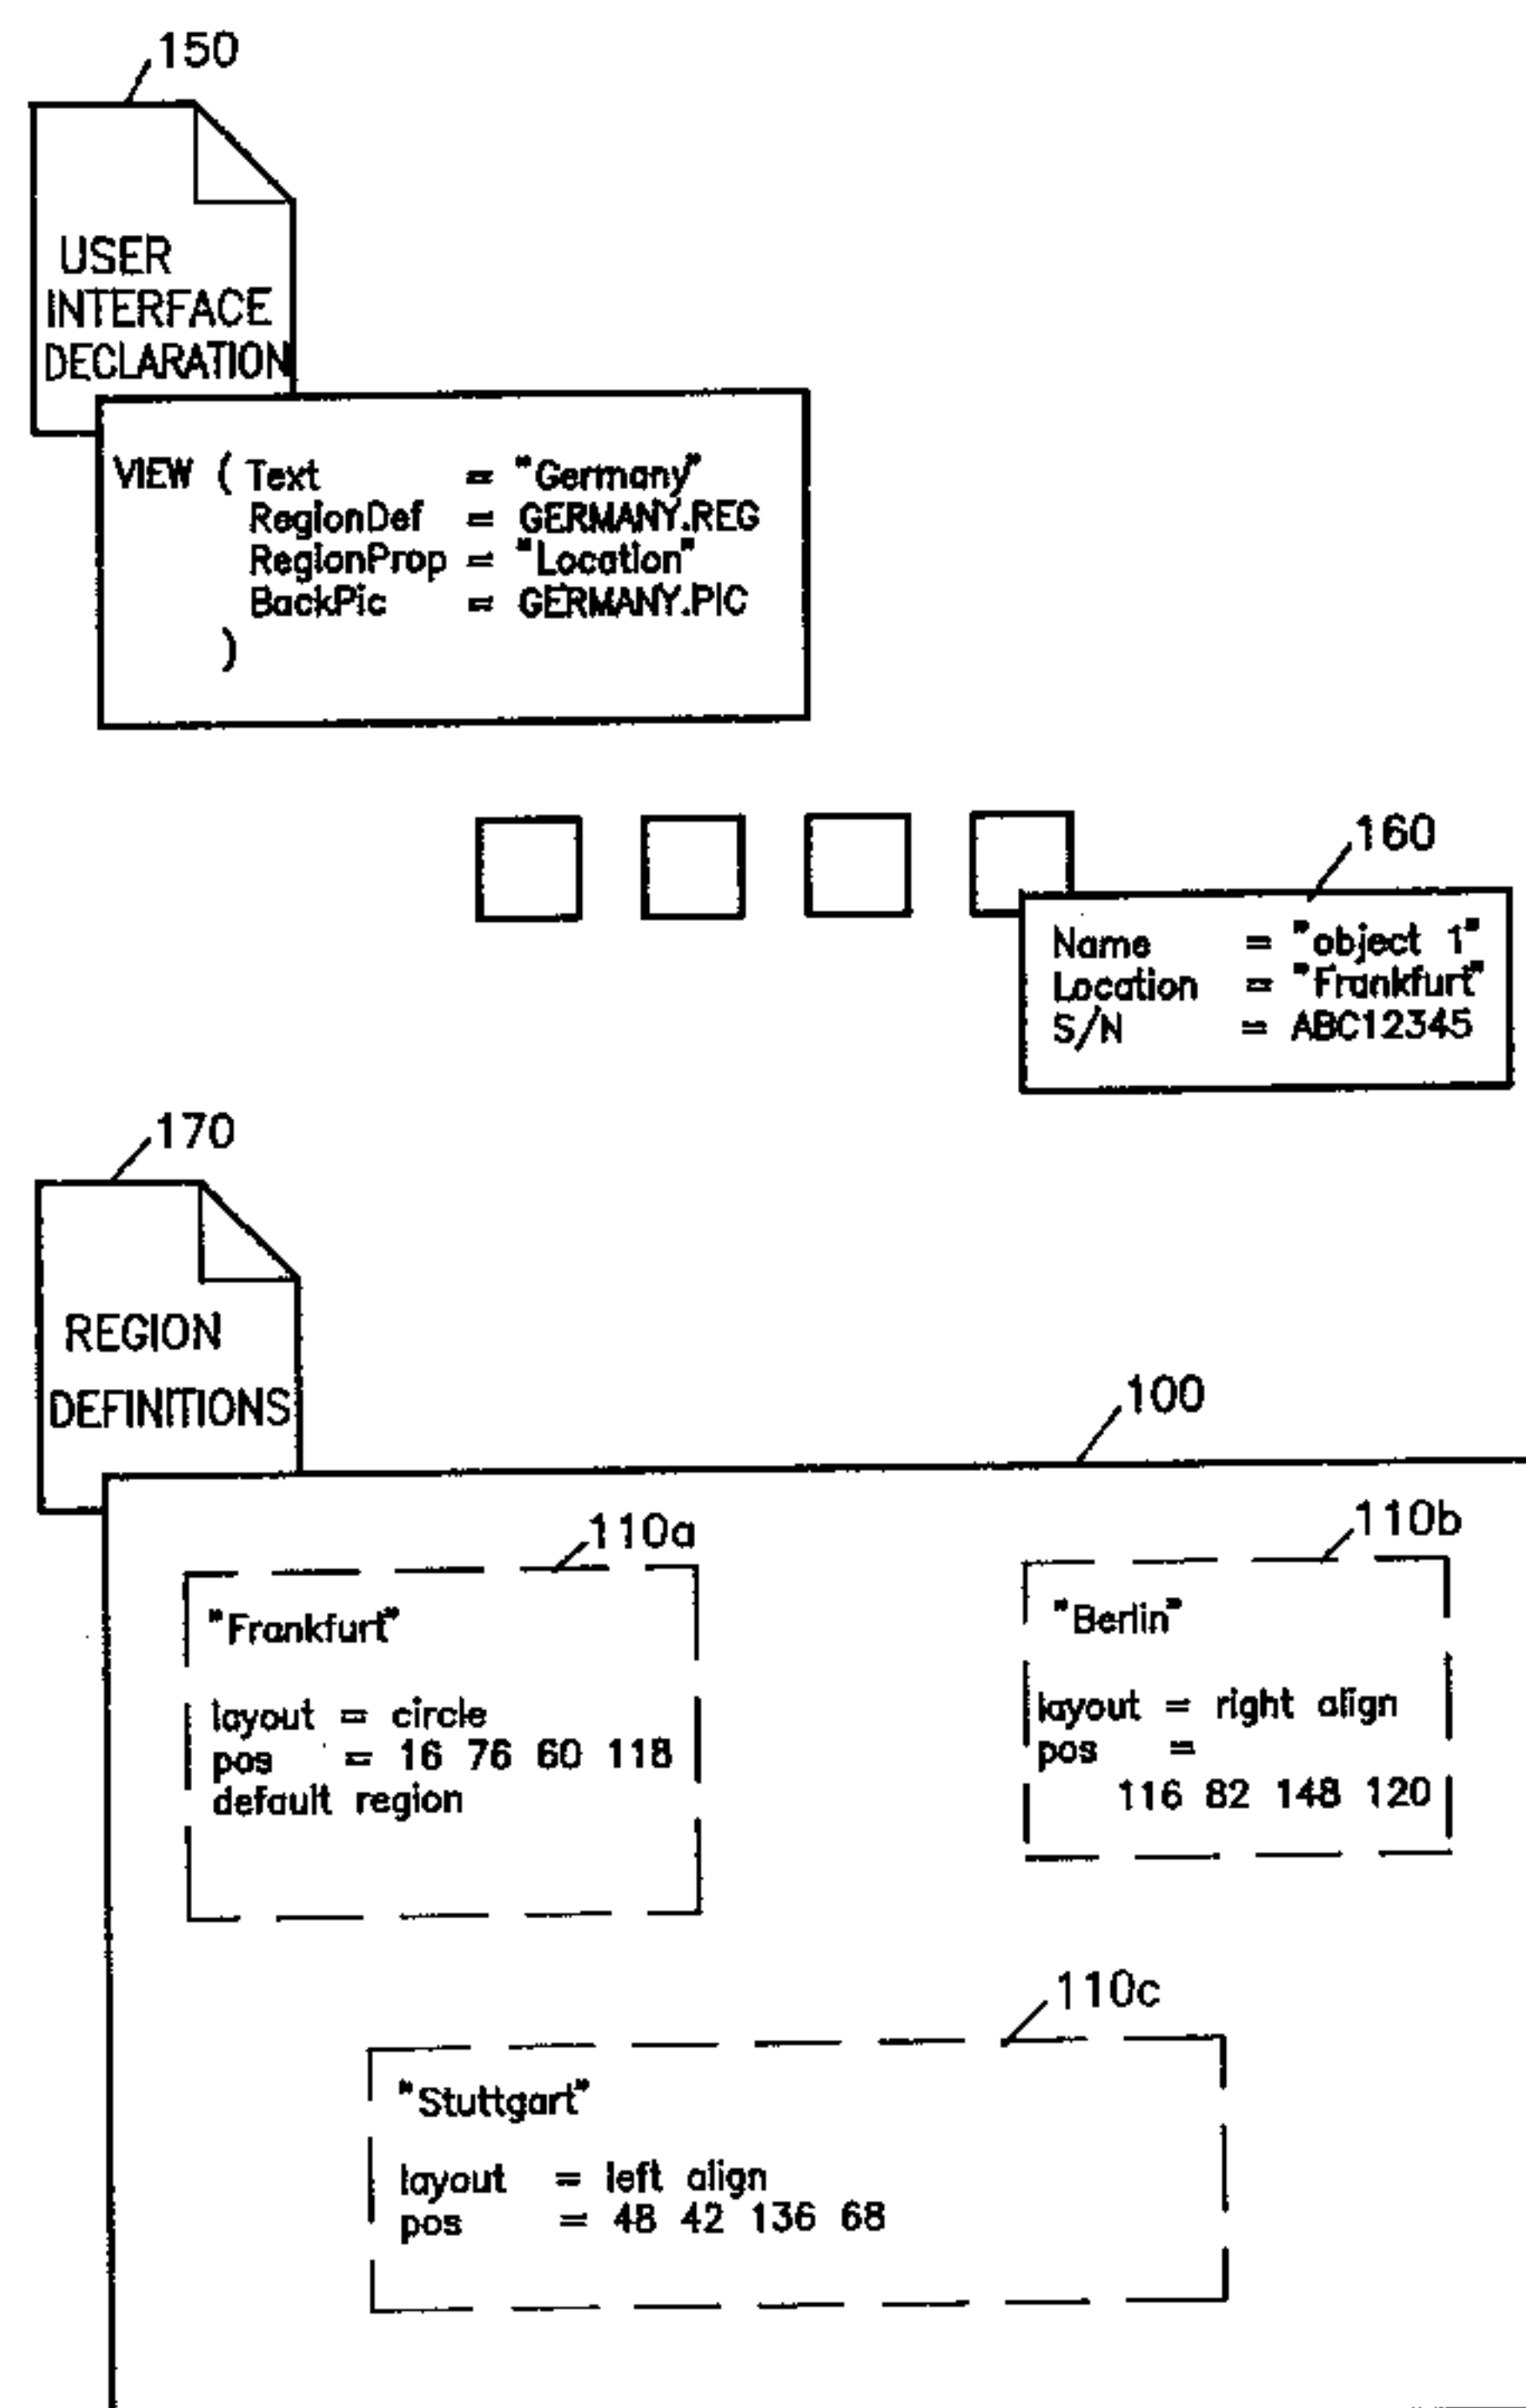 150
USER
INTERFACE
DECLARATION
VIEW ( Text = "Germany"
RegionDef = GERMANY.REG
RegionProp = "Location"
BackPic = GERMANY.PIC
)
160
Name = "object 1"
Location = "Frankfurt"
S/N = ABC12345
170
REGION
DEFINITIONS
100
110a
"Frankfurt"
layout = circle
pos = 16 76 60 118
default region
110b
"Berlin"
layout = right align
pos =
116 82 148 120
110c
"Stuttgart"
layout = left align
pos = 48 42 136 68